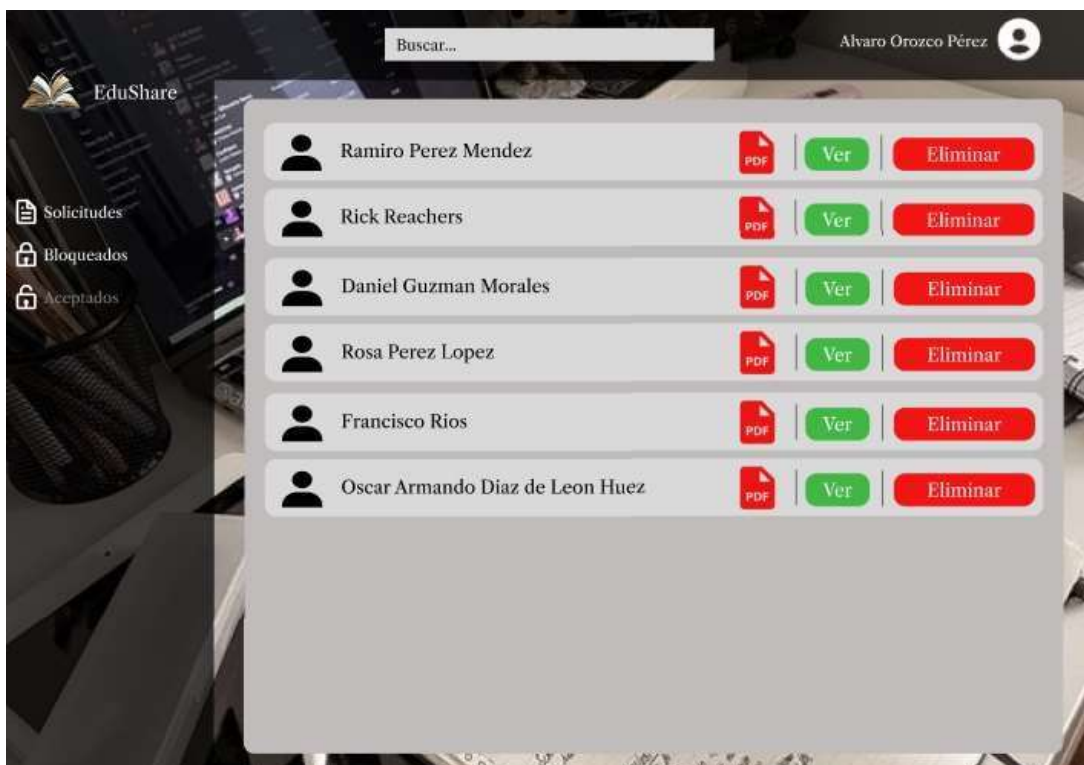 Buscar...
Alvaro Orozco Pérez
EduShare
Solicitudes
Bloqueados
Aceptados
Ramiro Perez Mendez PDF Ver Eliminar
Rick Reachers PDF Ver Eliminar
Daniel Guzman Morales PDF Ver Eliminar
Rosa Perez Lopez PDF Ver Eliminar
Francisco Rios PDF Ver Eliminar
Oscar Armando Diaz de Leon Huez PDF Ver Eliminar